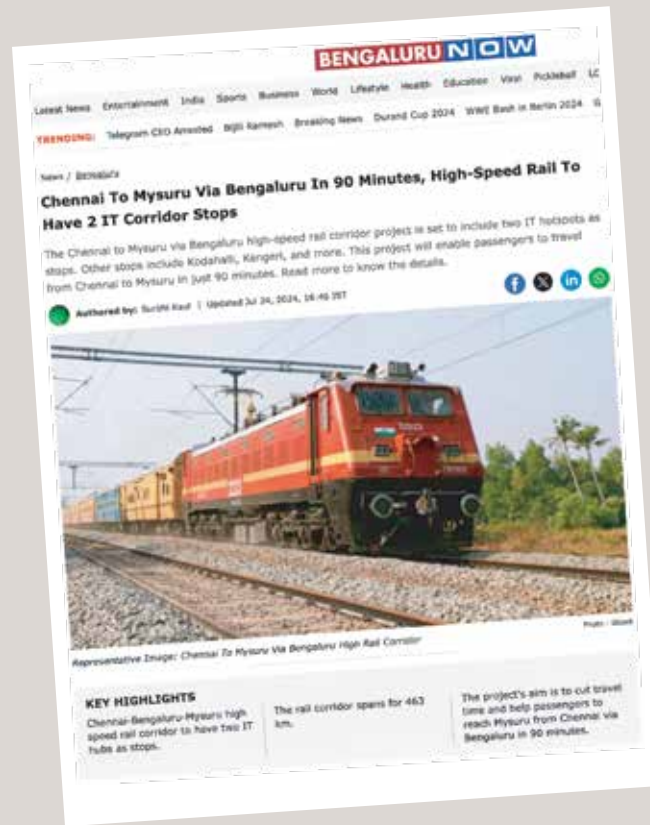 BENGALURU NOW
Latest News Entertainment India Sports Business World Lifestyle Health Education Viral Pickleball LC
TRENDING: Telegram CEO Arrested Bijli Ramesh Breaking News Durand Cup 2024 WWE Bash in Berlin 2024
News / Bengaluru
Chennai To Mysuru Via Bengaluru In 90 Minutes, High-Speed Rail To
Have 2 IT Corridor Stops
The Chennai to Mysuru via Bengaluru high-speed rail corridor project is set to include two IT hotspots as
stops. Other stops include Kodahalli, Kengeri, and more. This project will enable passengers to travel
from Chennai to Mysuru in just 90 minutes. Read more to know the details.
Authored by: Kaur | Updated Jul 24, 2024, 16:46 IST
Representative Image: Chennai To Mysuru Via Bengaluru High Rail Corridor
Photo : iStock
KEY HIGHLIGHTS
Chennai-Bengaluru-Mysuru high
speed rail corridor to have two IT
hubs as stops.
The rail corridor spans for 463
km.
The project's aim is to cut travel
time and help passengers to
reach Mysuru from Chennai via
Bengaluru in 90 minutes.